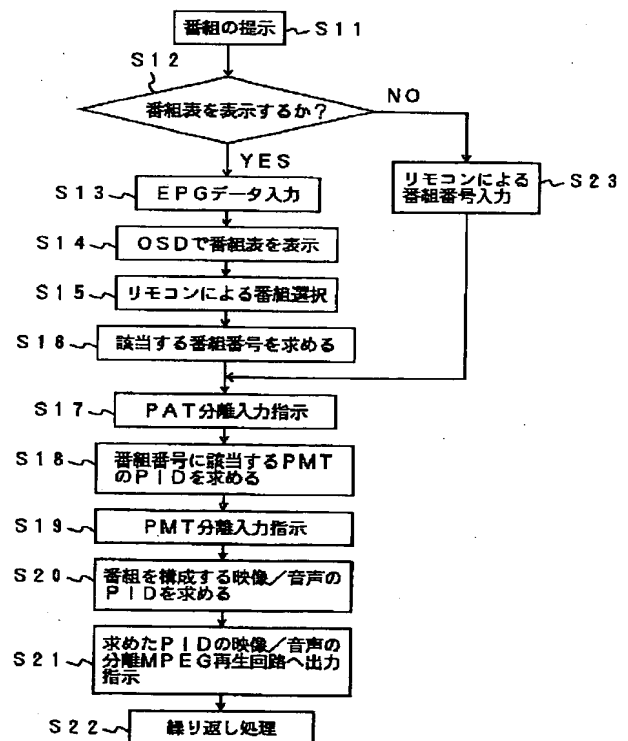 番組の提示
S11
S12
番組表を表示するか?
NO
YES
S13
EPGデータ入力
リモコンによる
番組番号入力
S23
S14
OSDで番組表を表示
S15
リモコンによる番組選択
S16
該当する番組番号を求める
S17
PAT分離入力指示
S18
番組番号に該当するPMT
のPIDを求める
S19
PMT分離入力指示
S20
番組を構成する映像/音声の
PIDを求める
S21
求めたPIDの映像/音声の
分離MPEG再生回路へ出力
指示
S22
繰り返し処理